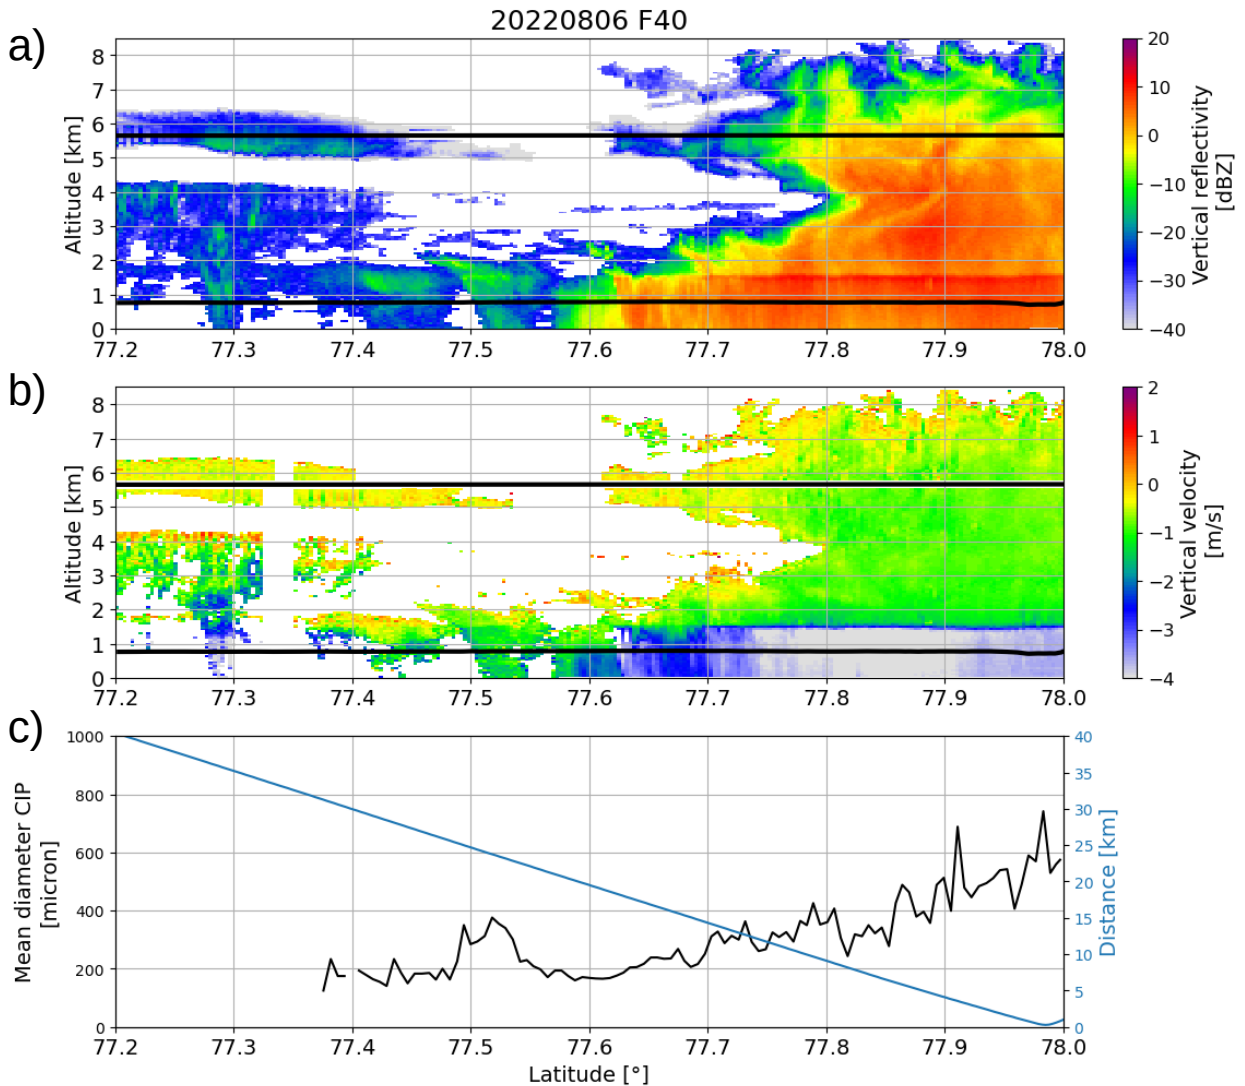 20220806 F40
a)
8
7
6
5
4
3
2
1
0
Altitude [km]
77.2 77.3 77.4 77.5 77.6 77.7 77.8 77.9 78.0
20
10
0
−10
−20
−30
−40
Vertical reflectivity
[dBZ]
b)
8
7
6
5
4
3
2
1
0
Altitude [km]
77.2 77.3 77.4 77.5 77.6 77.7 77.8 77.9 78.0
2
1
0
−1
−2
−3
−4
Vertical velocity
[m/s]
c)
1000
800
600
400
200
0
Mean diameter CIP
[micron]
77.2 77.3 77.4 77.5 77.6 77.7 77.8 77.9 78.0
Latitude [°]
40
35
30
25
20
15
10
5
0
Distance [km]